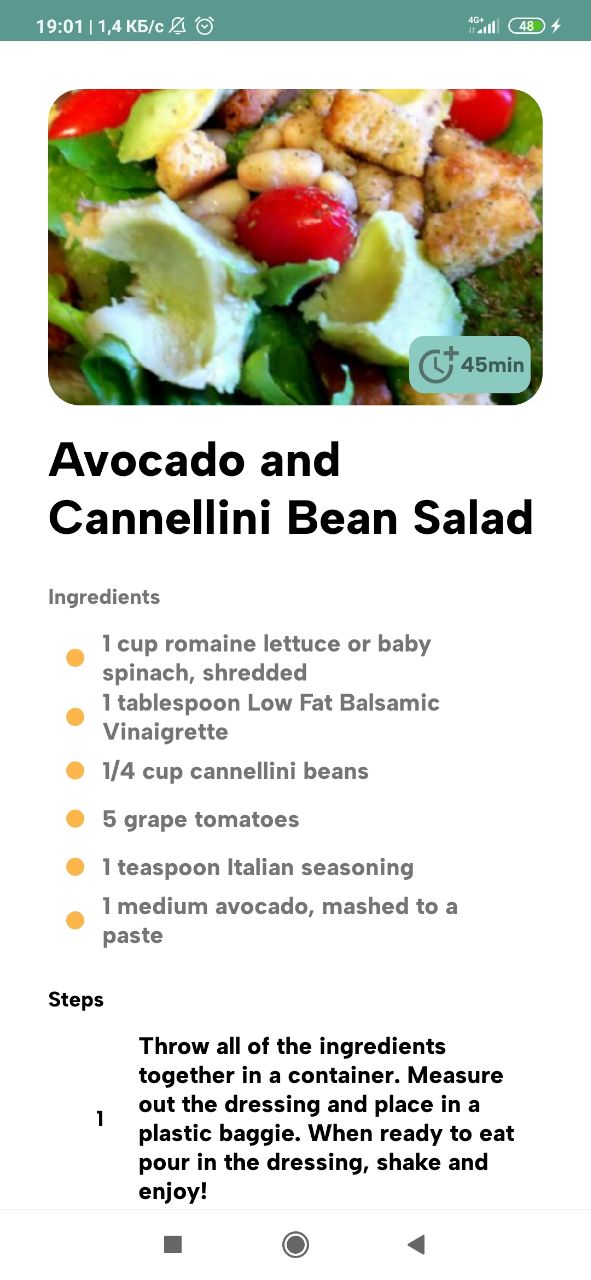 19:01 | 1,4 КБ/с
4G+
48
45min
Avocado and
Cannellini Bean Salad
Ingredients
1 cup romaine lettuce or baby
spinach, shredded
1 tablespoon Low Fat Balsamic
Vinaigrette
1/4 cup cannellini beans
5 grape tomatoes
1 teaspoon Italian seasoning
1 medium avocado, mashed to a
paste
Steps
Throw all of the ingredients
together in a container. Measure
out the dressing and place in a
1
plastic baggie. When ready to eat
pour in the dressing, shake and
enjoy!